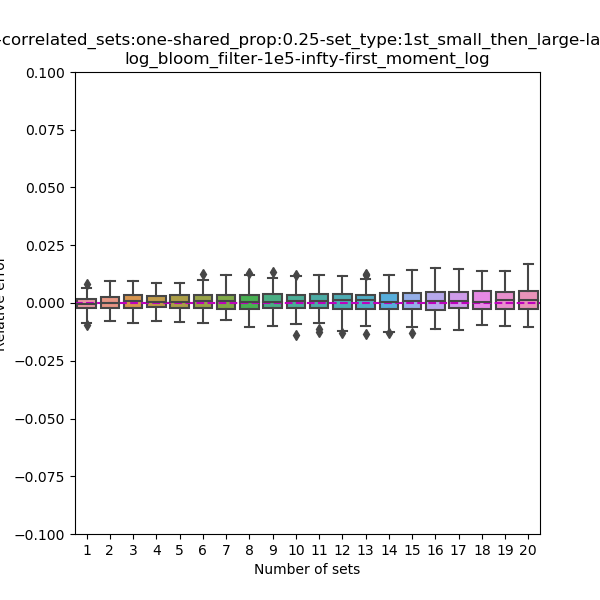 -correlated_sets:one-shared_prop:0.25-set_type:1st_small_then_large-la
log_bloom_filter-1e5-infty-first_moment_log
0.100
0.075
0.050
0.025
0.000
−0.025
−0.050
−0.075
−0.100
Relative error
1 2 3 4 5 6 7 8 9 10 11 12 13 14 15 16 17 18 19 20
Number of sets